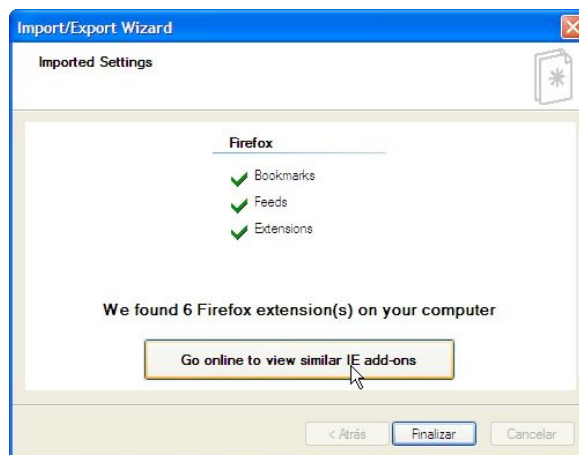 Import/Export Wizard
Imported Settings
Firefox
Bookmarks
Feeds
Extensions
We found 6 Firefox extension(s) on your computer
Go online to view similar IE add-ons
< Atrás Finalizar Cancelar